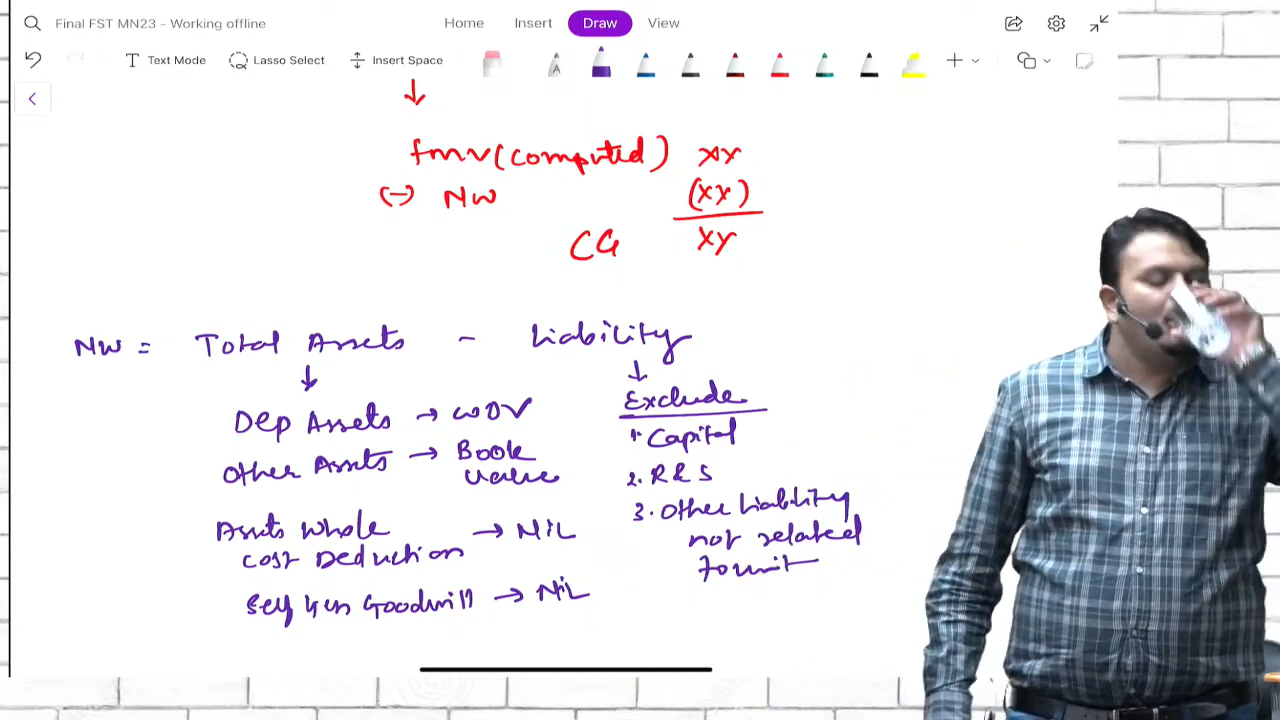 Final FST MN23 - Working offline
Home Insert Draw View
Text Mode Lasso Select Insert Space
↓
fmv (computed) xx
(-) NW (xx)
CG xx
NW = Total Assets - Liability
↓ ↓
Dep Assets → WDV
Other Assets → Book Value
Assets whole cost Deduction → NiL
Self Gen Goodwill → NiL
Exclude
1. Capital
2. R & S
3. Other Liability
not related
to unit